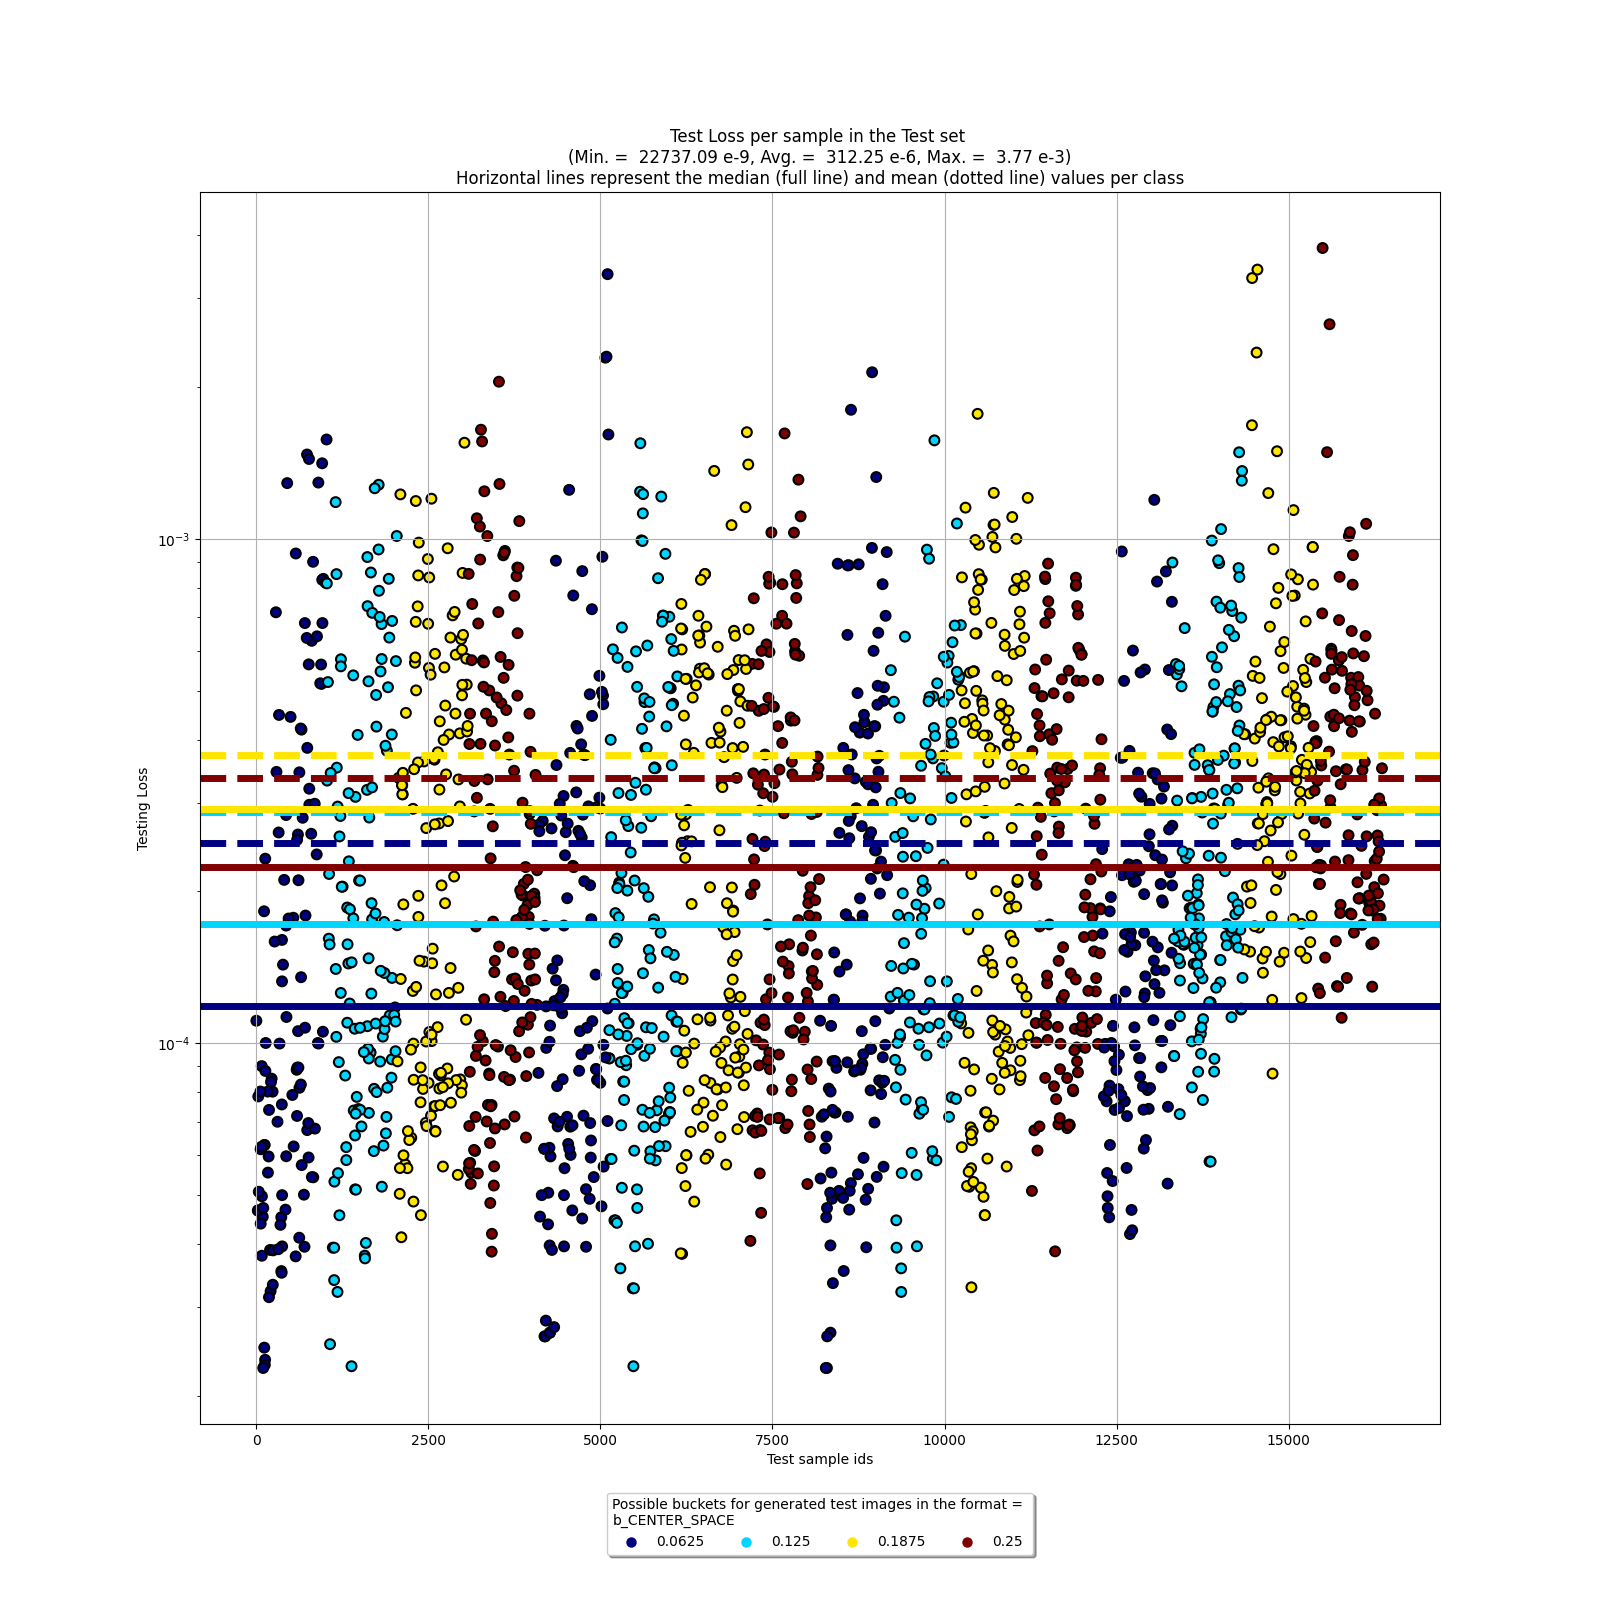 Test Loss per sample in the Test set
(Min. =  22737.09 e-9, Avg. =  312.25 e-6, Max. =  3.77 e-3)
Horizontal lines represent the median (full line) and mean (dotted line) values per class
Testing Loss
10⁻³
10⁻⁴
0 2500 5000 7500 10000 12500 15000
Test sample ids
Possible buckets for generated test images in the format =
b_CENTER_SPACE
0.0625 0.125 0.1875 0.25